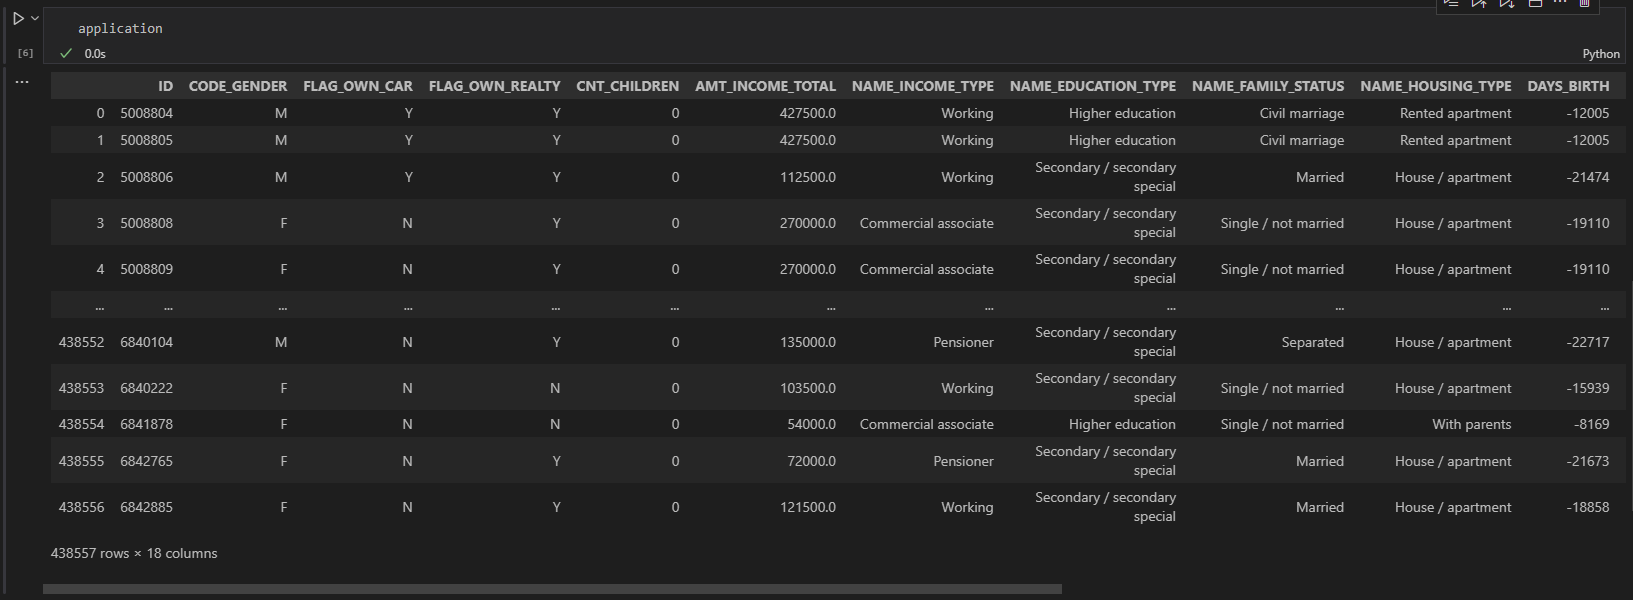 application
[6]
0.0s
Python
...
ID CODE_GENDER FLAG_OWN_CAR FLAG_OWN_REALTY CNT_CHILDREN AMT_INCOME_TOTAL NAME_INCOME_TYPE NAME_EDUCATION_TYPE NAME_FAMILY_STATUS NAME_HOUSING_TYPE DAYS_BIRTH
0 5008804 M Y Y 0 427500.0 Working Higher education Civil marriage Rented apartment -12005
1 5008805 M Y Y 0 427500.0 Working Higher education Civil marriage Rented apartment -12005
2 5008806 M Y Y 0 112500.0 Working Secondary / secondary special Married House / apartment -21474
3 5008808 F N Y 0 270000.0 Commercial associate Secondary / secondary special Single / not married House / apartment -19110
4 5008809 F N Y 0 270000.0 Commercial associate Secondary / secondary special Single / not married House / apartment -19110
... ... ... ... ... ... ... ... ... ... ... ...
438552 6840104 M N Y 0 135000.0 Pensioner Secondary / secondary special Separated House / apartment -22717
438553 6840222 F N N 0 103500.0 Working Secondary / secondary special Single / not married House / apartment -15939
438554 6841878 F N N 0 54000.0 Commercial associate Higher education Single / not married With parents -8169
438555 6842765 F N Y 0 72000.0 Pensioner Secondary / secondary special Married House / apartment -21673
438556 6842885 F N Y 0 121500.0 Working Secondary / secondary special Married House / apartment -18858
438557 rows × 18 columns